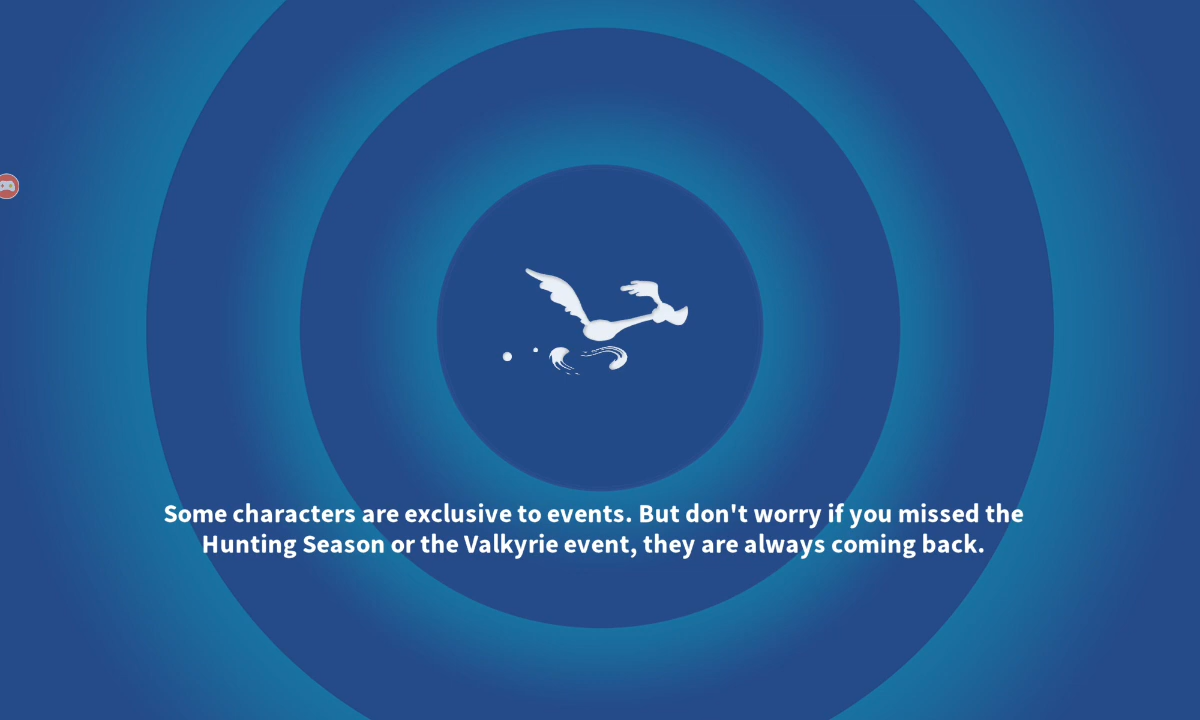 Some characters are exclusive to events. But don't worry if you missed the
Hunting Season or the Valkyrie event, they are always coming back.